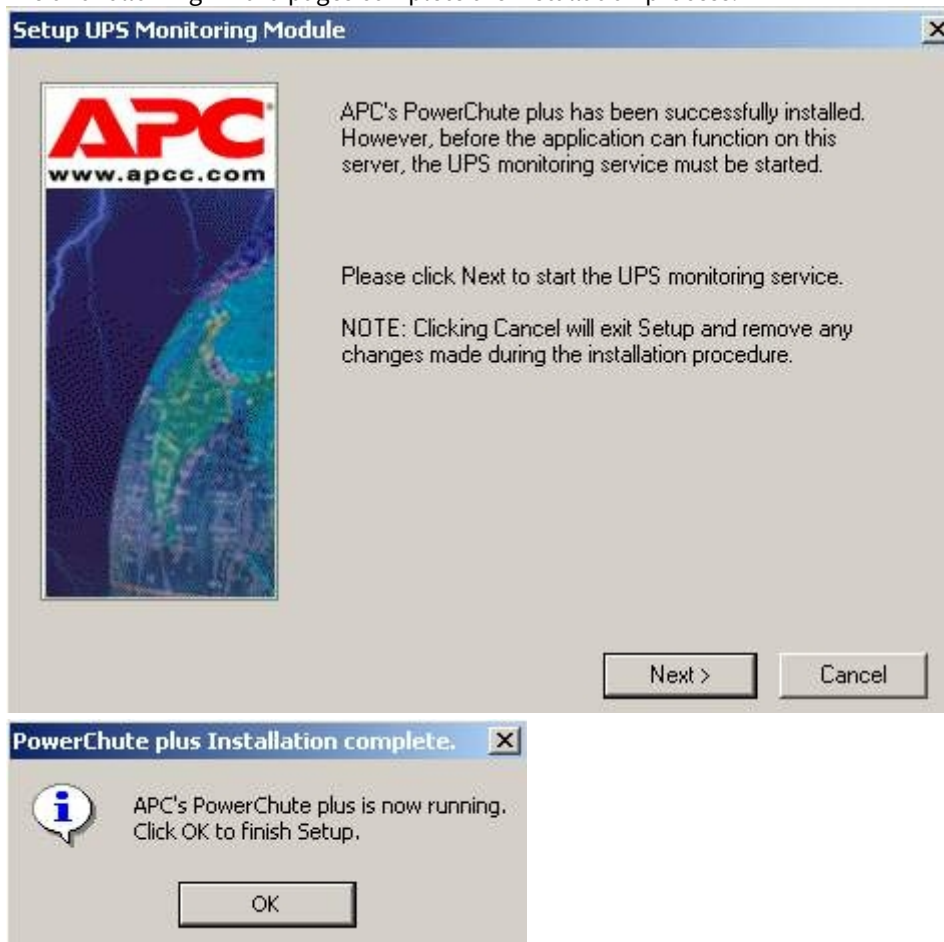 Setup UPS Monitoring Module
APC
www.apcc.com
APC's PowerChute plus has been successfully installed.
However, before the application can function on this
server, the UPS monitoring service must be started.
Please click Next to start the UPS monitoring service.
NOTE: Clicking Cancel will exit Setup and remove any
changes made during the installation procedure.
Next >
Cancel
PowerChute plus Installation complete.
APC's PowerChute plus is now running.
Click OK to finish Setup.
OK